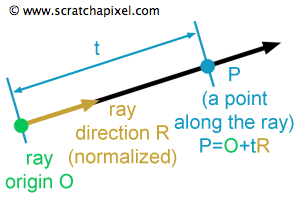 © www.scratchapixel.com
t
P
(a point
along the ray)
P=O+tR
ray
direction R
(normalized)
ray
origin O